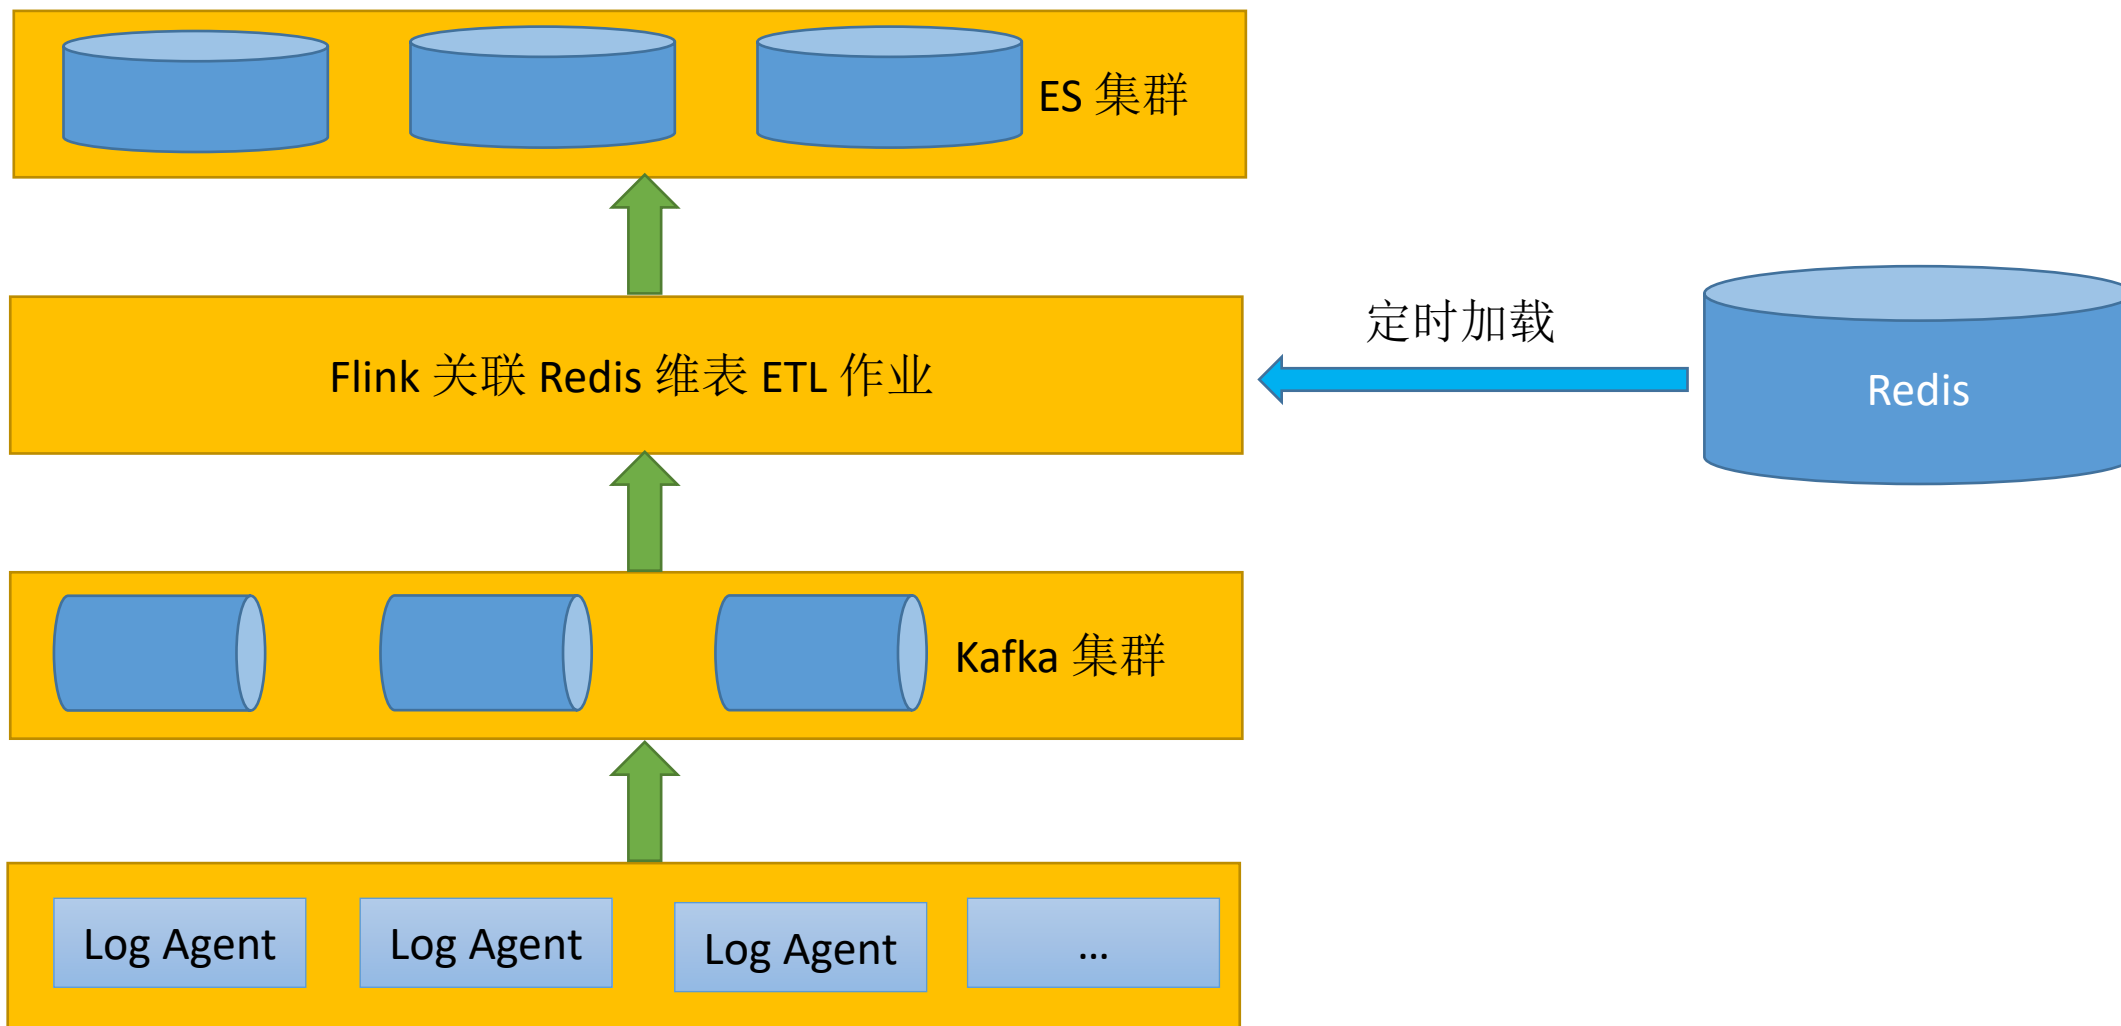 ES 集群
定时加载
Flink 关联 Redis 维表 ETL 作业
Redis
Kafka 集群
Log Agent
Log Agent
Log Agent
...